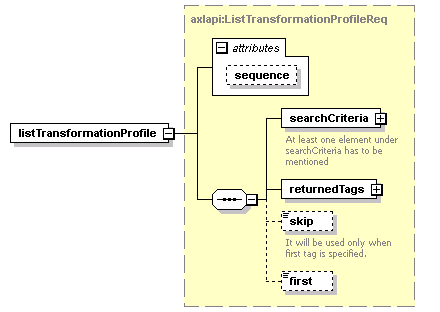 axlapi:ListTransformationProfileReq
attributes
sequence
listTransformationProfile
searchCriteria
At least one element under
searchCriteria has to be
mentioned
returnedTags
skip
It will be used only when
first tag is specified.
first